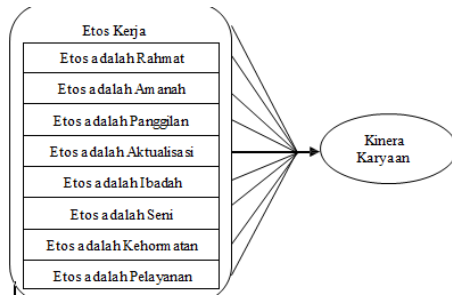 Etos Kerja
Etos adalah Rahmat
Etos adalah Amanah
Etos adalah Panggilan
Etos adalah Aktualisasi
Etos adalah Ibadah
Etos adalah Seni
Etos adalah Kehormatan
Etos adalah Pelayanan
Kinera
Karyaan